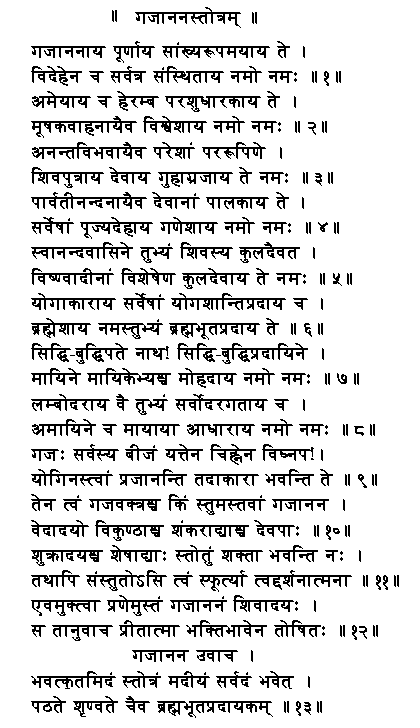 ॥ गजाननस्तोत्रम् ॥
गजाननाय पूर्णाय सांख्यरूपमयाय ते ।
विदेहेन च सर्वत्र संस्थिताय नमो नमः ॥१॥
अमेयाय च हेरम्ब परशुधारकाय ते ।
मूषकवाहनायैव विश्वेशाय नमो नमः ॥२॥
अनन्तविभवायैव परेशां पररूपिणे ।
शिवपुत्राय देवाय गुहाग्रजाय ते नमः ॥३॥
पार्वतीनन्दनायैव देवानां पालकाय ते ।
सर्वेषां पूज्यदेहाय गणेशाय नमो नमः ॥४॥
स्वानन्दवासिने तुभ्यं शिवस्य कुलदैवत ।
विष्ण्वादीनां विशेषेण कुलदेवाय ते नमः ॥५॥
योगाकाराय सर्वेषां योगशान्तिप्रदाय च ।
ब्रह्मेशाय नमस्तुभ्यं ब्रह्मभूतप्रदाय ते ॥६॥
सिद्धि-बुद्धिपते नाथ! सिद्धि-बुद्धिप्रदायिने ।
मायिने मायिकेभ्यश्च मोहदाय नमो नमः ॥७॥
लम्बोदराय वै तुभ्यं सर्वोदरगताय च ।
अमायिने च मायाया आधाराय नमो नमः ॥८॥
गजः सर्वस्य बीजं यत्तेन चिह्नेन विघ्नप!।
योगिनस्त्वां प्रजानन्ति तदाकारा भवन्ति ते ॥९॥
तेन त्वं गजवक्त्रश्च किं स्तुमस्तवां गजानन ।
वेदादयो विकुण्ठाश्च शंकराद्याश्च देवपाः ॥१०॥
शुक्रादयश्च शेषाद्याः स्तोतुं शक्ता भवन्ति नः ।
तथापि संस्तुतोऽसि त्वं स्फूर्त्या त्वद्दर्शनात्मना ॥११॥
एवमुक्त्वा प्रणेमुस्तं गजाननं शिवादयः ।
स तानुवाच प्रीतात्मा भक्तिभावेन तोषितः ॥१२॥
गजानन उवाच ।
भवत्कृतमिदं स्तोत्रं मदीयं सर्वदं भवेत् ।
पठते शृण्वते चैव ब्रह्मभूतप्रदायकम् ॥१३॥